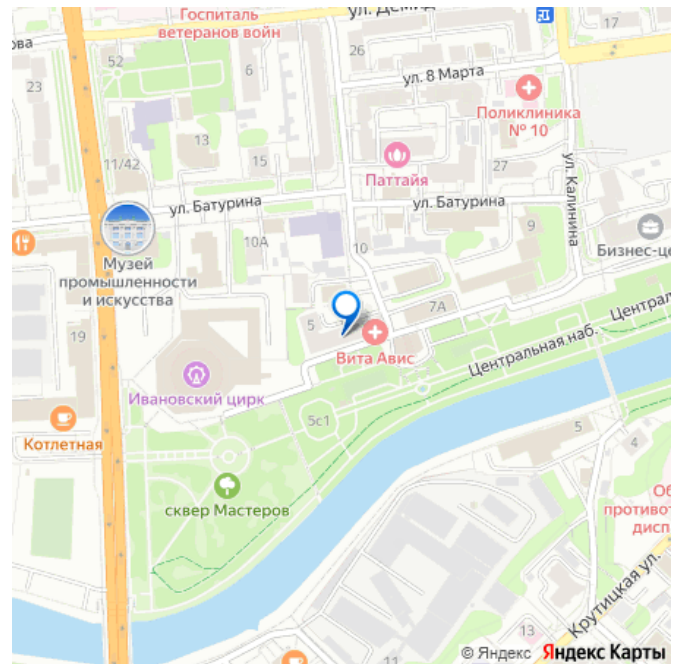 Госпиталь
ветеранов войн
ул. Демид
ова
17
26
52
6
23
ул. 8 Марта
Поликлиника
№ 10
13
11/42
15
Паттайя
27
ул. Калинина
ул. Батурина
ул. Батурина
9
10А
10
Бизнес-це
Музей
промышленности
и искусства
7А
Централь
5
19
Вита Авис
Центральная наб.
Ивановский цирк
5с1
Котлетная
5
4
сквер Мастеров
Об
противот
дисп
Крутицкая ул.
13
© Яндекс Яндекс Карты